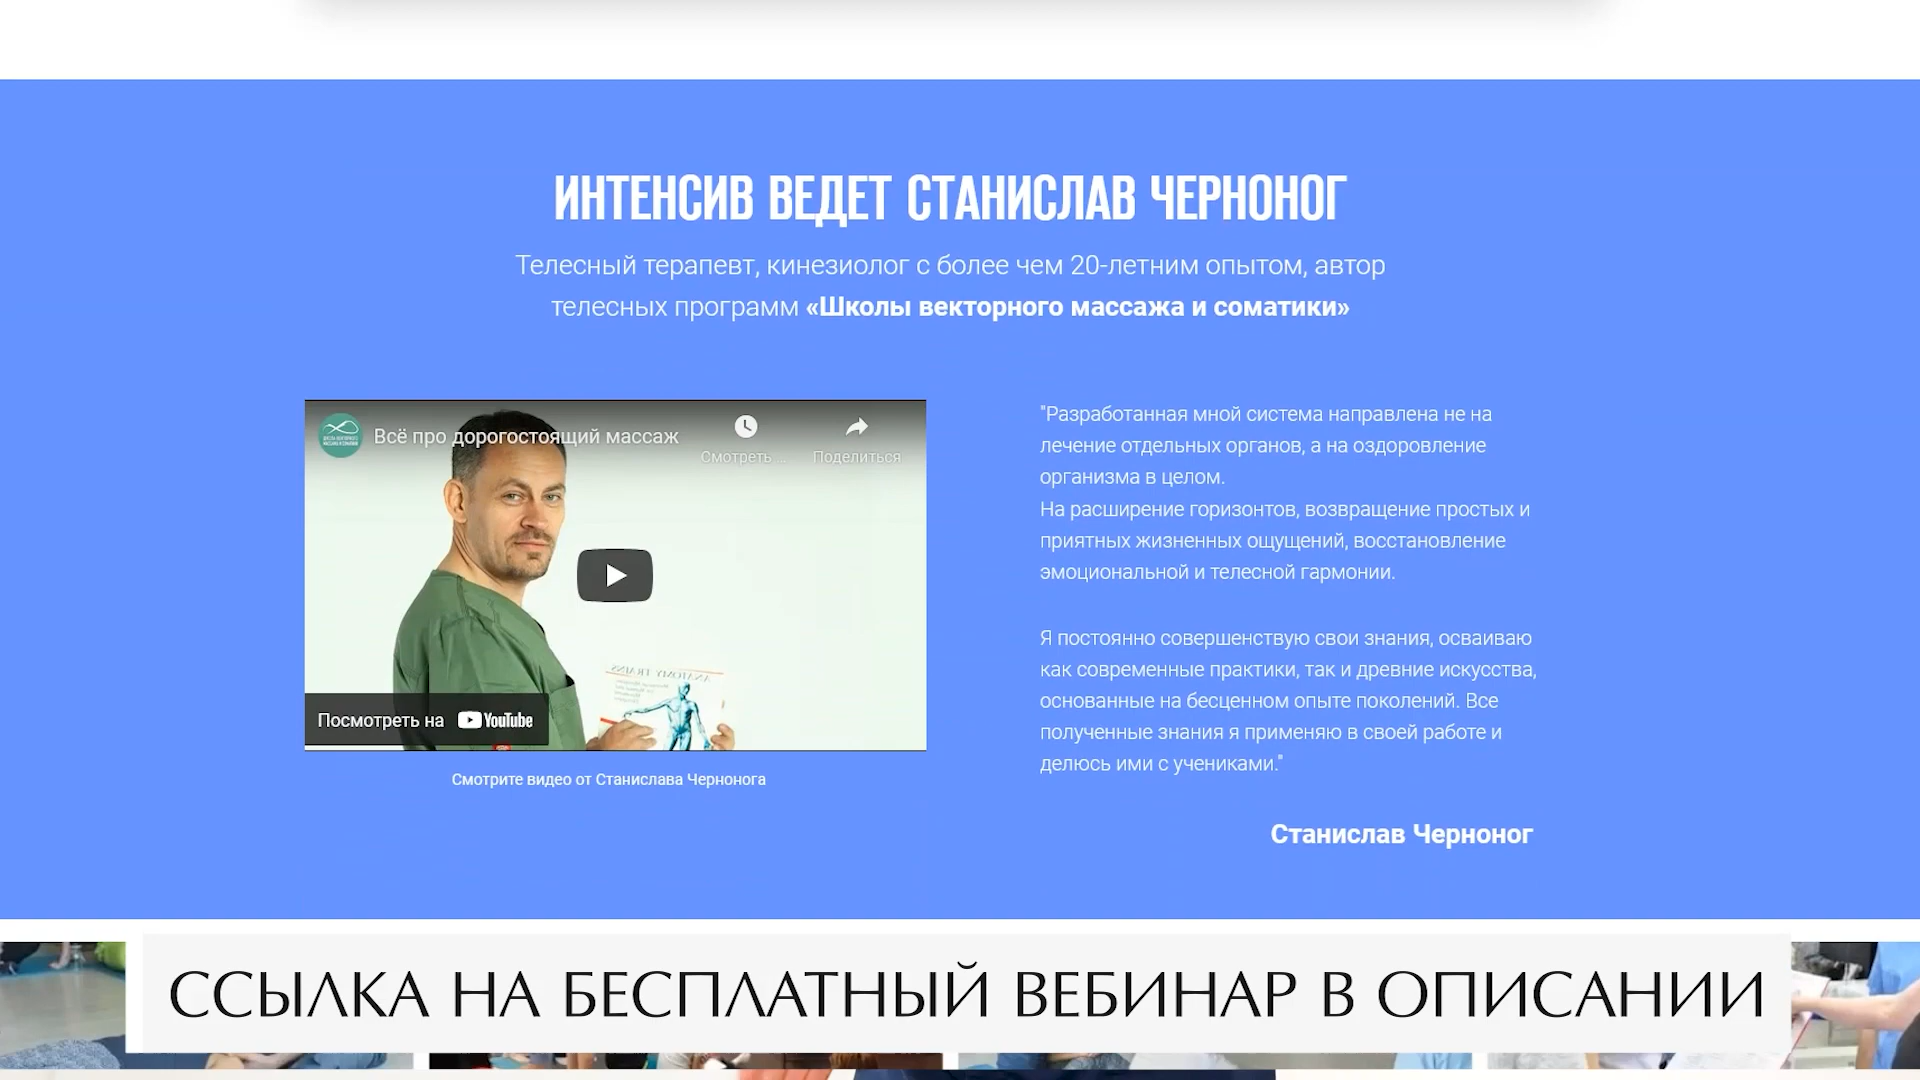 ИНТЕНСИВ ВЕДЕТ СТАНИСЛАВ ЧЕРНОНОГ
Телесный терапевт, кинезиолог с более чем 20-летним опытом, автор
телесных программ «Школы векторного массажа и соматики»
Всё про дорогостоящий массаж
Смотреть ...
Поделиться
ANATOMY TRAINS
Посмотреть на YouTube
Смотрите видео от Станислава Чернонога
"Разработанная мной система направлена не на
лечение отдельных органов, а на оздоровление
организма в целом.
На расширение горизонтов, возвращение простых и
приятных жизненных ощущений, восстановление
эмоциональной и телесной гармонии.
Я постоянно совершенствую свои знания, осваиваю
как современные практики, так и древние искусства,
основанные на бесценном опыте поколений. Все
полученные знания я применяю в своей работе и
делюсь ими с учениками."
Станислав Черноног
ССЫЛКА НА БЕСПЛАТНЫЙ ВЕБИНАР В ОПИСАНИИ